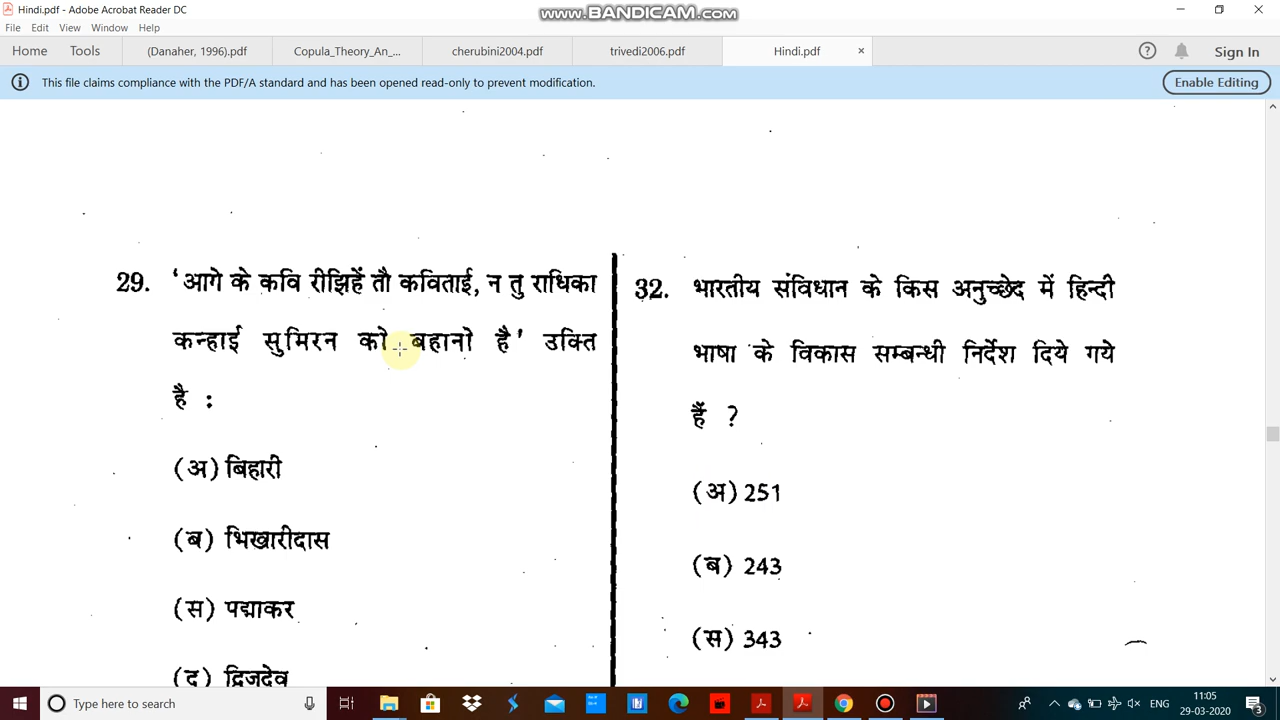 Hindi.pdf - Adobe Acrobat Reader DC
www.BANDICAM.com
File Edit View Window Help
Home Tools (Danaher, 1996).pdf Copula_Theory_An_... cherubini2004.pdf trivedi2006.pdf Hindi.pdf × Sign In
This file claims compliance with the PDF/A standard and has been opened read-only to prevent modification. Enable Editing
29. ‘आगे के कवि रीझिहें तौ कविताई, न तु राधिका
कन्हाई सुमिरन को बहानो है’ उक्ति
है :
(अ) बिहारी
(ब) भिखारीदास
(स) पद्माकर
(द) द्विजदेव
32. भारतीय संविधान के किस अनुच्छेद में हिन्दी
भाषा के विकास सम्बन्धी निर्देश दिये गये
हैं ?
(अ) 251
(ब) 243
(स) 343
Type here to search
ENG
11:05
29-03-2020
3